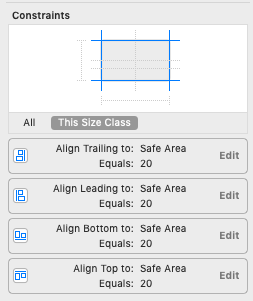 Constraints
All This Size Class
Align Trailing to: Safe Area Edit
Equals: 20
Align Leading to: Safe Area Edit
Equals: 20
Align Bottom to: Safe Area Edit
Equals: 20
Align Top to: Safe Area Edit
Equals: 20